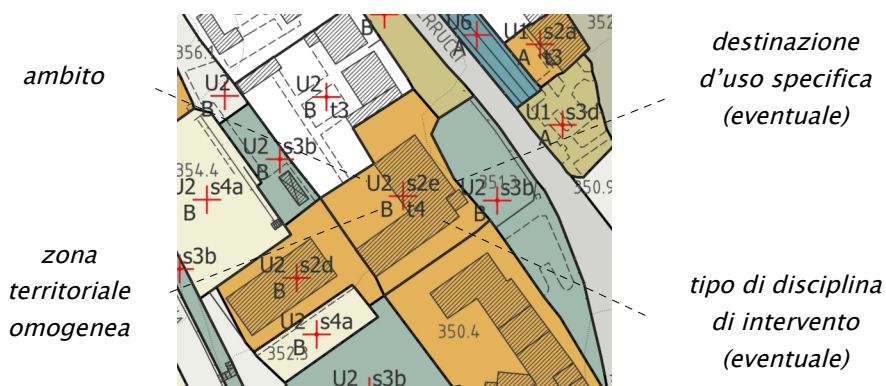 ambito
zona
territoriale
omogenea
destinazione
d’uso specifica
(eventuale)
tipo di disciplina
di intervento
(eventuale)
B
U6
A
U1 s2a
A t3
352
356.1
U2
B
U2
B t3
U1 s3d
A
U2 s3b
B
354.4
U2 s4a
B
U2 s2e
B t4
U2 s3b
B
350.9
s3b
U2 s2d
B
U2 s4a
B
350.4
352.3
U2 s3b